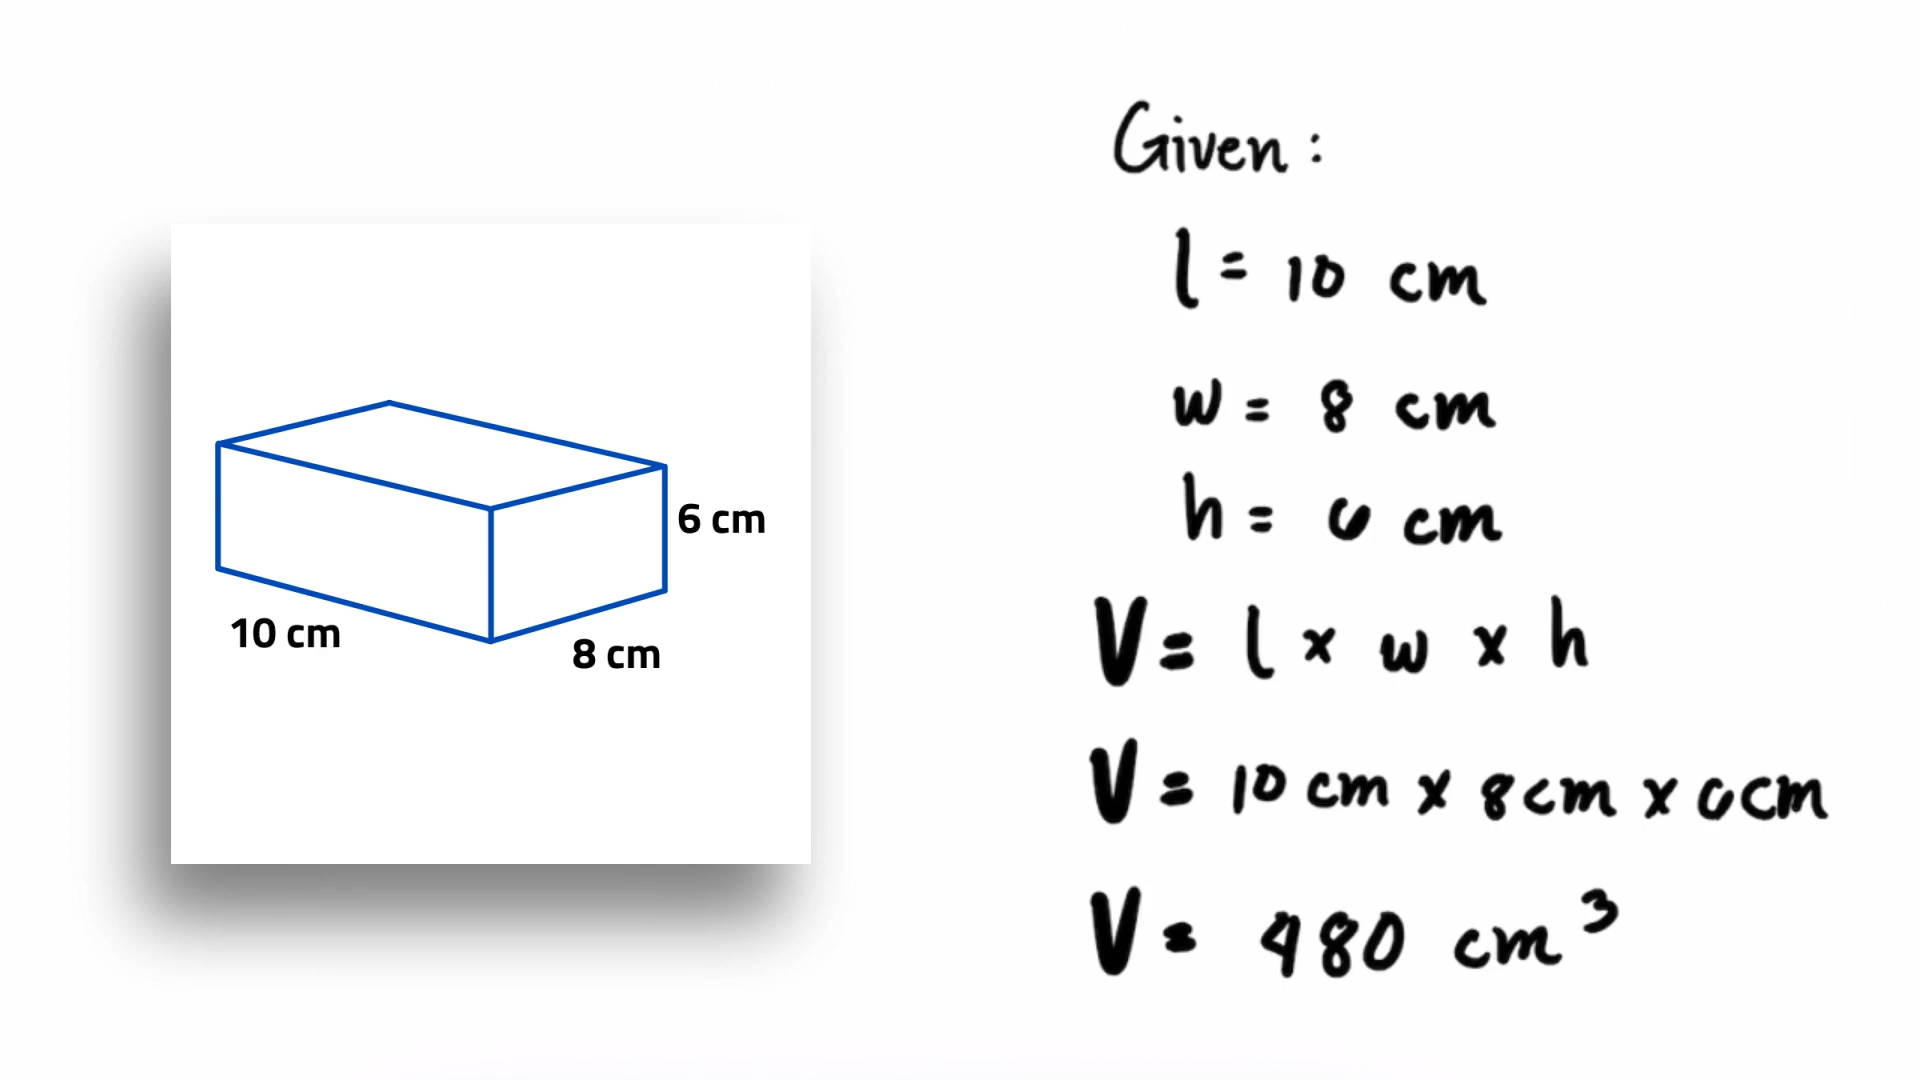 6 cm
10 cm
8 cm
Given :
l = 10 cm
w = 8 cm
h = 6 cm
V = l x w x h
V = 10 cm x 8 cm x 6 cm
V = 480 cm³